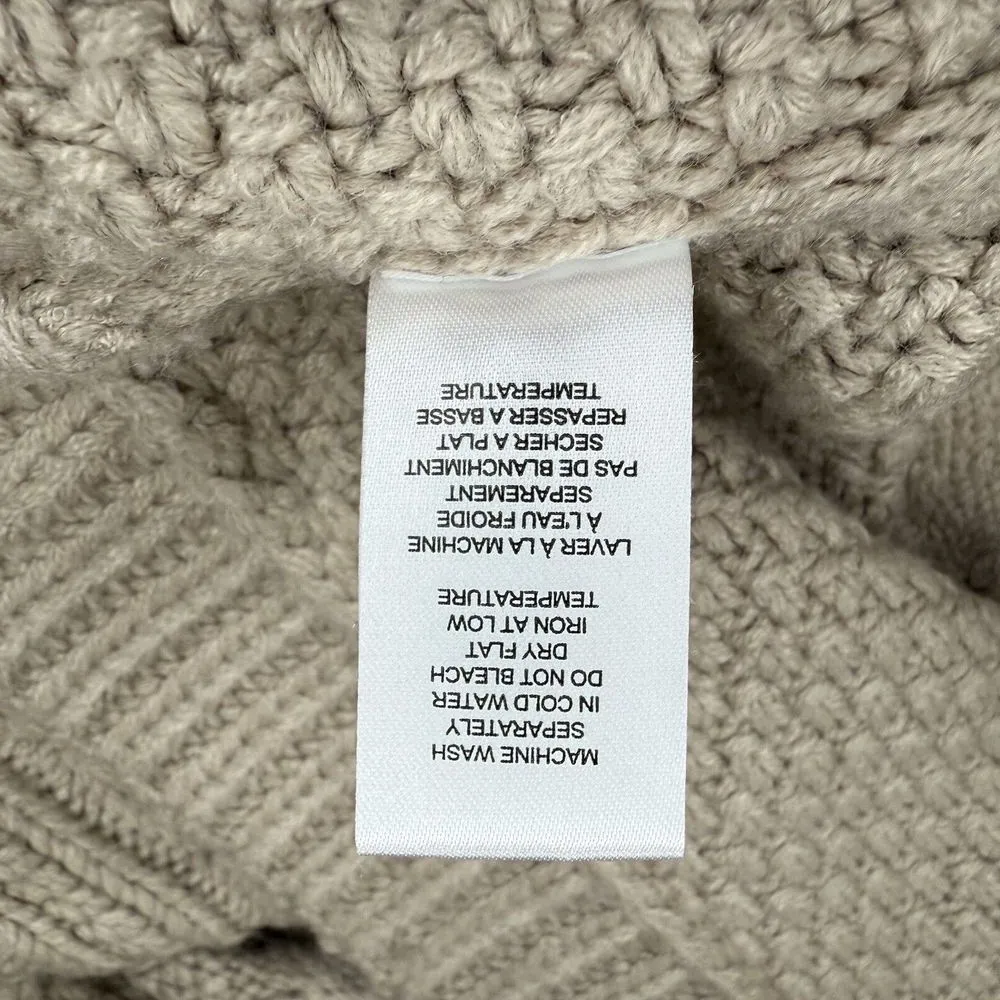 MACHINE WASH
SEPARATELY
IN COLD WATER
DO NOT BLEACH
DRY FLAT
IRON AT LOW
TEMPERATURE
LAVER À LA MACHINE
À L'EAU FROIDE
SEPAREMENT
PAS DE BLANCHIMENT
SECHER A PLAT
REPASSER A BASSE
TEMPERATURE